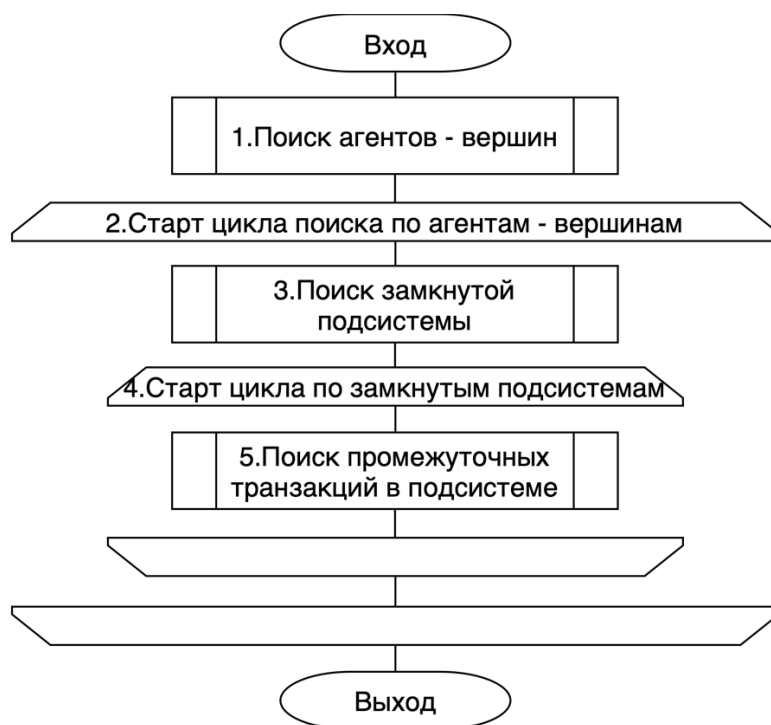 Вход
1.Поиск агентов - вершин
2.Старт цикла поиска по агентам - вершинам
3.Поиск замкнутой
подсистемы
4.Старт цикла по замкнутым подсистемам
5.Поиск промежуточных
транзакций в подсистеме
Выход